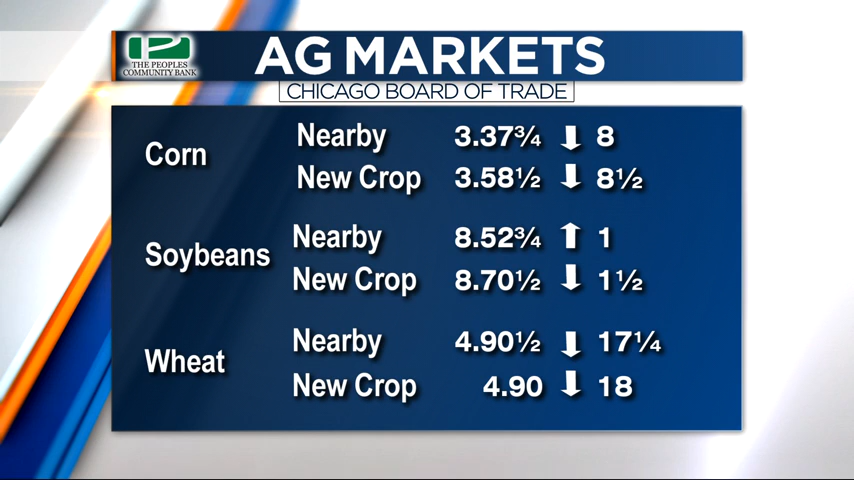 THE PEOPLES
COMMUNITY BANK
AG MARKETS
CHICAGO BOARD OF TRADE
Corn
Nearby 3.37¾ ⬇ 8
New Crop 3.58½ ⬇ 8½
Soybeans
Nearby 8.52¾ ⬆ 1
New Crop 8.70½ ⬇ 1½
Wheat
Nearby 4.90½ ⬇ 17¼
New Crop 4.90 ⬇ 18